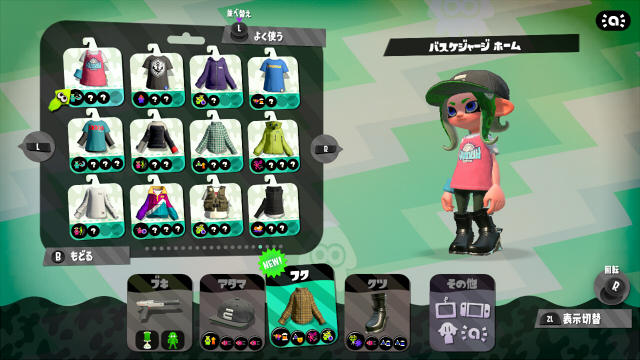 並べ替え
L
よく使う
バスケジャージ ホーム
L
R
B もどる
NEW!
ブキ
アタマ
フク
クツ
その他
回転
R
ZL 表示切替